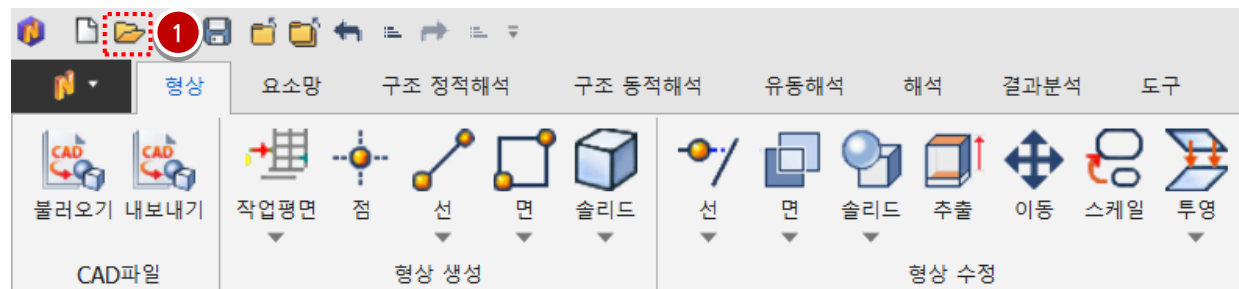 1
형상 요소망 구조 정적해석 구조 동적해석 유동해석 해석 결과분석 도구
CAD CAD
불러오기 내보내기 작업평면 점 선 면 솔리드 선 면 솔리드 추출 이동 스케일 투영
CAD파일 형상 생성 형상 수정